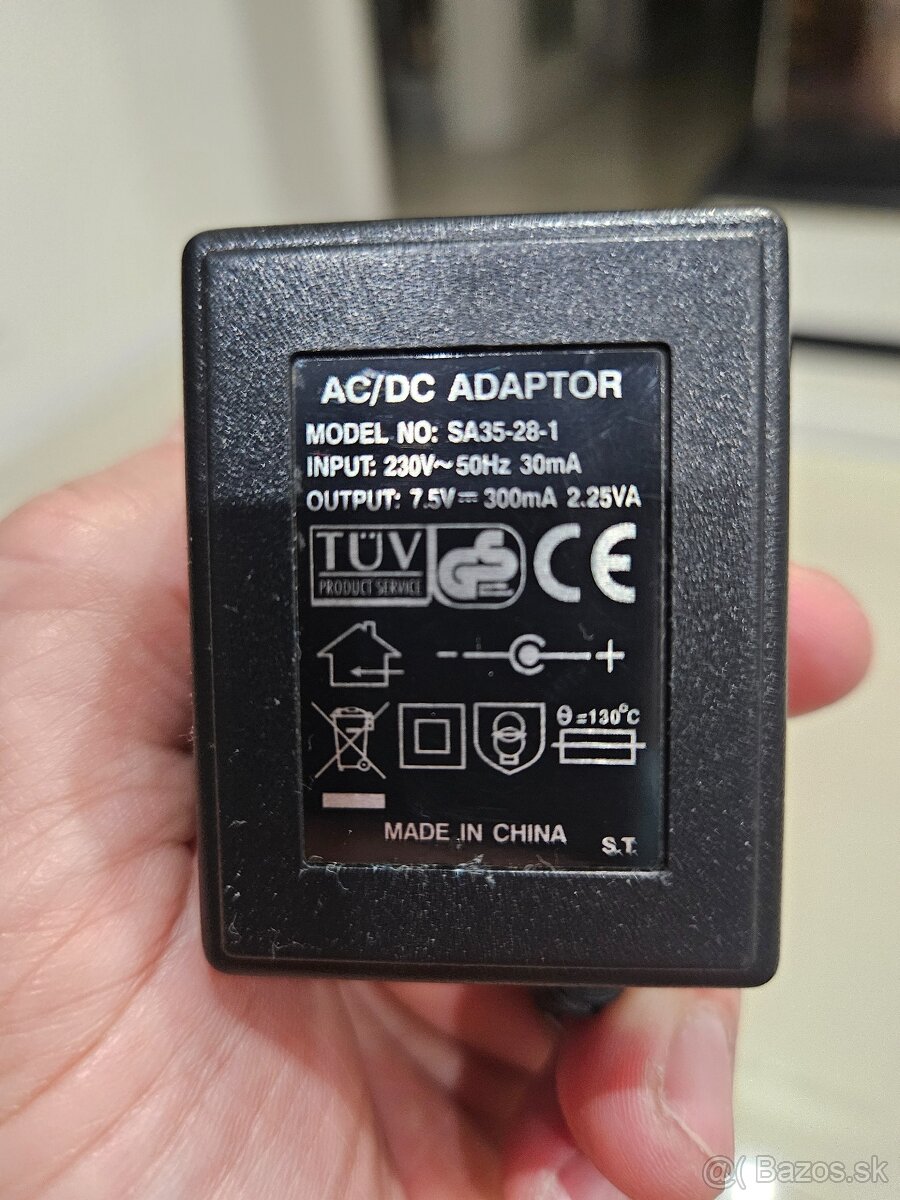 AC/DC ADAPTOR
MODEL NO: SA35-28-1
INPUT: 230V~50Hz 30mA
OUTPUT: 7.5V⎓300mA 2.25VA
TÜV
PRODUCT SERVICE
GS
CE
- +
θ=130°C
MADE IN CHINA
S.T.
@( Bazos.sk